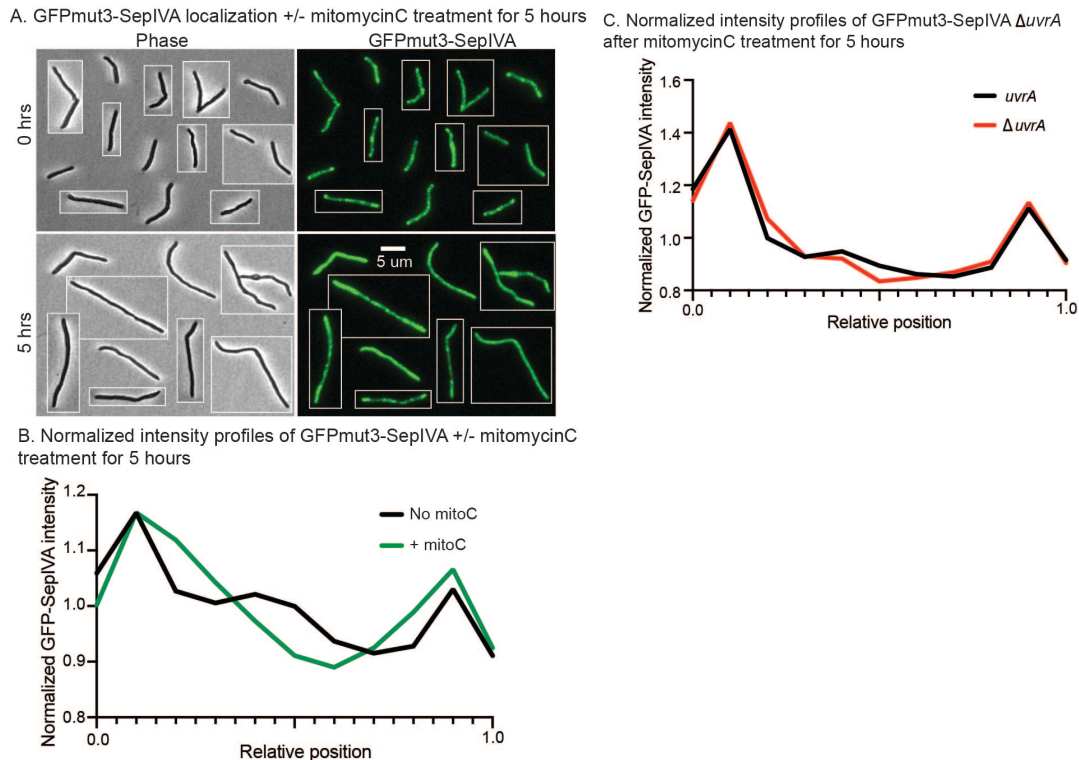 A. GFPmut3-SepIVA localization +/- mitomycinC treatment for 5 hours
Phase
GFPmut3-SepIVA
0 hrs
5 hrs
5 um
B. Normalized intensity profiles of GFPmut3-SepIVA +/- mitomycinC
treatment for 5 hours
Normalized GFP-SepIVA intensity
1.2
1.1
1.0
0.9
0.8
No mitoC
+ mitoC
0.0
1.0
Relative position
C. Normalized intensity profiles of GFPmut3-SepIVA ΔuvrA
after mitomycinC treatment for 5 hours
Normalized GFP-SepIVA intensity
1.6
1.4
1.2
1.0
0.8
uvrA
ΔuvrA
0.0
1.0
Relative position